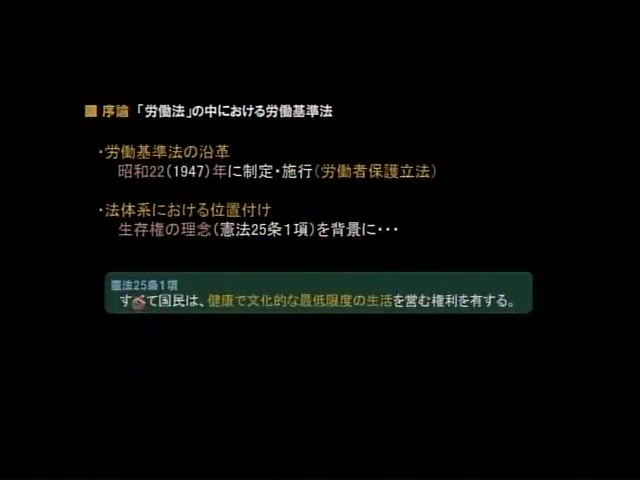 ■ 序論 「労働法」の中における労働基準法
・労働基準法の沿革
昭和22(1947)年に制定・施行(労働者保護立法)
・法体系における位置付け
生存権の理念(憲法25条1項)を背景に・・・
憲法25条1項
すべて国民は、健康で文化的な最低限度の生活を営む権利を有する。